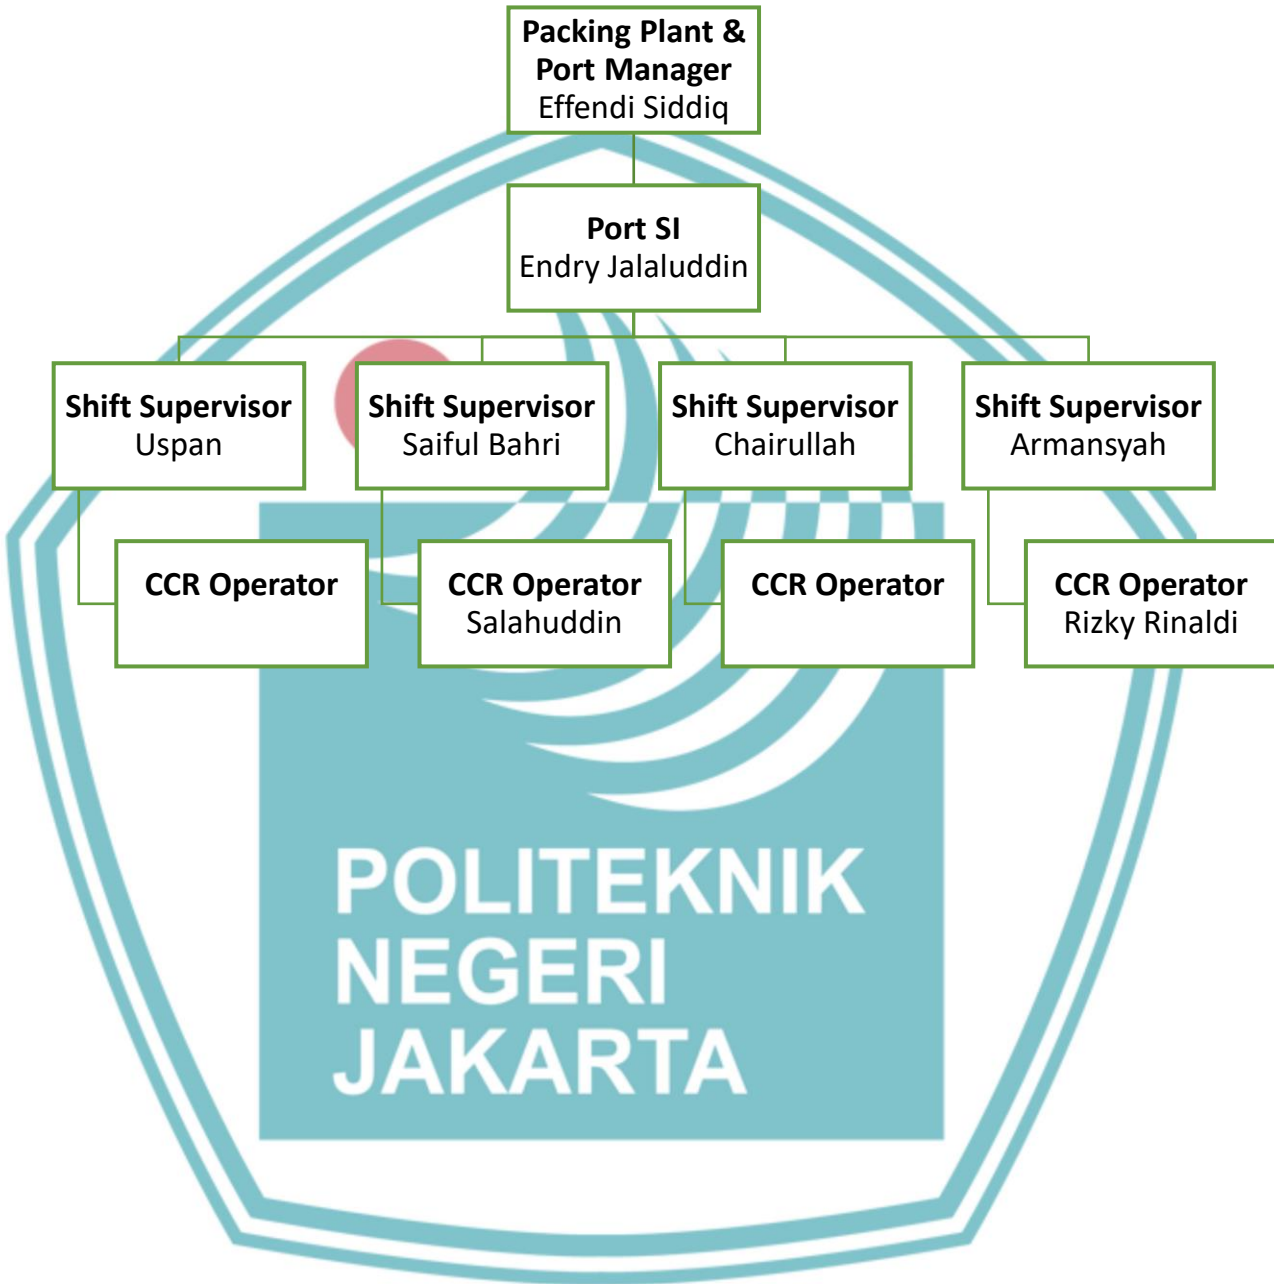 Packing Plant &
Port Manager
Effendi Siddiq
Port SI
Endry Jalaluddin
Shift Supervisor
Uspan
Shift Supervisor
Saiful Bahri
Shift Supervisor
Chairullah
Shift Supervisor
Armansyah
CCR Operator
CCR Operator
Salahuddin
CCR Operator
CCR Operator
Rizky Rinaldi
POLITEKNIK
NEGERI
JAKARTA